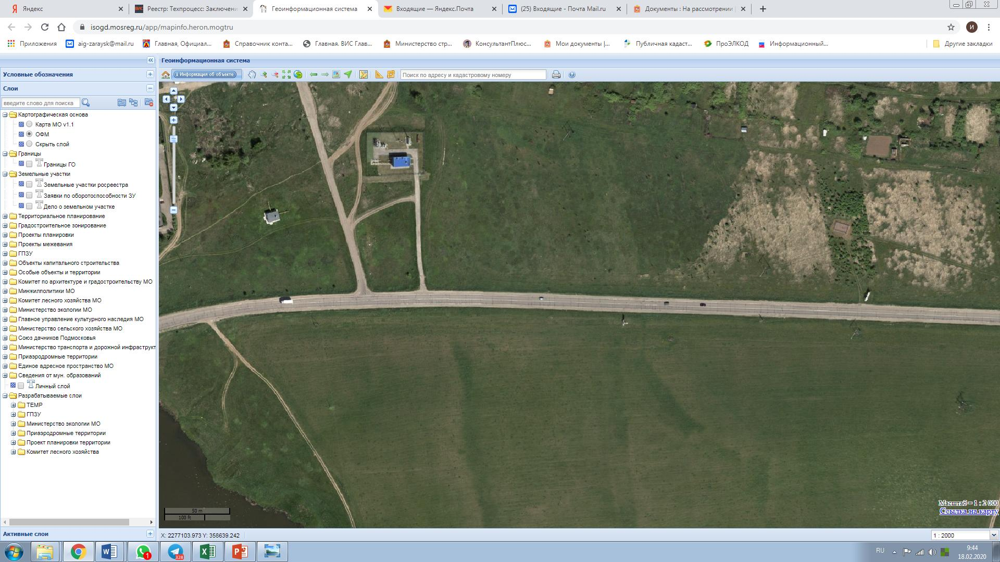 Яндекс
Реестр: Техпроцесс: Заключени
Геоинформационная система
Входящие — Яндекс.Почта
(25) Входящие - Почта Mail.ru
Документы : На рассмотрении
isogd.mosreg.ru/app/mapinfo.heron.mogtru
И
Приложения
aig-zaraysk@mail.ru
Главная, Официал...
Справочник конта...
Главная. ВИС Глав...
Министерство стр...
КонсультантПлюс...
Мои документы |...
Публичная кадаст...
ПроЭЛКОД
Информационный...
Другие закладки
Геоинформационная система
Условные обозначения
Информация об объекте
Поиск по адресу и кадастровому номеру
Слои
введите слово для поиска
Картографическая основа
Карта МО v1.1
ОФМ
Скрыть слой
Границы
Границы ГО
Земельные участки
Земельные участки росреестра
Заявки по оборотоспособности ЗУ
Дело о земельном участке
Территориальное планирование
Градостроительное зонирование
Проекты планировки
Проекты межевания
ГПЗУ
Объекты капитального строительства
Особые объекты и территории
Комитет по архитектуре и градостроительству МО
Минжилполитики МО
Комитет лесного хозяйства МО
Министерство экологии МО
Главное управление культурного наследия МО
Министерство сельского хозяйства МО
Союз дачников Подмосковья
Министерство транспорта и дорожной инфраструкт
Приаэродромные территории
Единое адресное пространство МО
Сведения от мун. образований
Личный слой
Разрабатываемые слои
TEMP
ГПЗУ
Министерство экологии МО
Приаэродромные территории
Проект планировки территории
Комитет лесного хозяйства
Активные слои
50 m
100 ft
Масштаб = 1 : 2 000
Ссылка на карту
X: 2277103.973 Y: 358639.242
1 : 2000
1
328
RU
9:44
18.02.2020